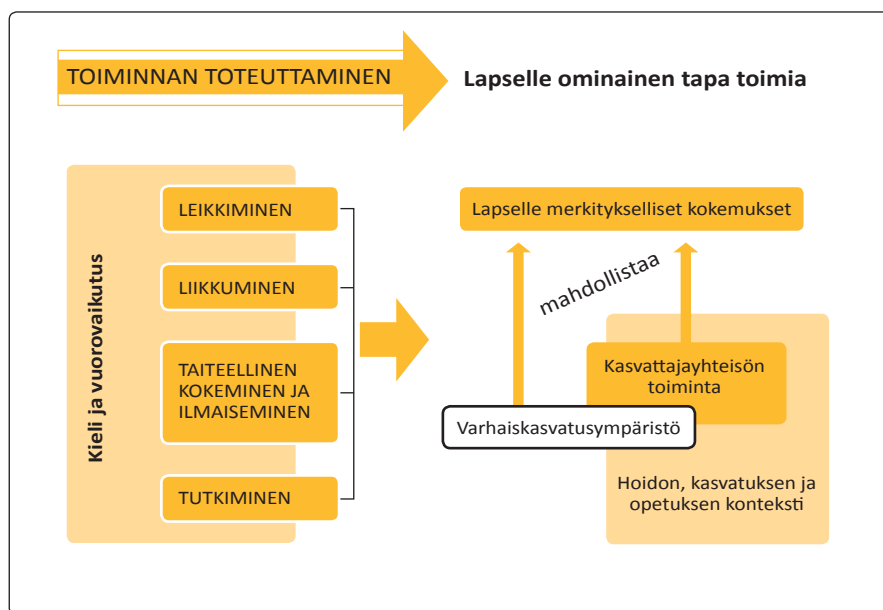 TOIMINNAN TOTEUTTAMINEN
Lapselle ominainen tapa toimia
Kieli ja vuorovaikutus
LEIKKIMINEN
LIIKKUMINEN
TAITEELLINEN
KOKEMINEN JA
ILMAISEMINEN
TUTKIMINEN
Lapselle merkitykselliset kokemukset
mahdollistaa
Kasvattajayhteisön
toiminta
Varhaiskasvatusympäristö
Hoidon, kasvatuksen ja
opetuksen konteksti